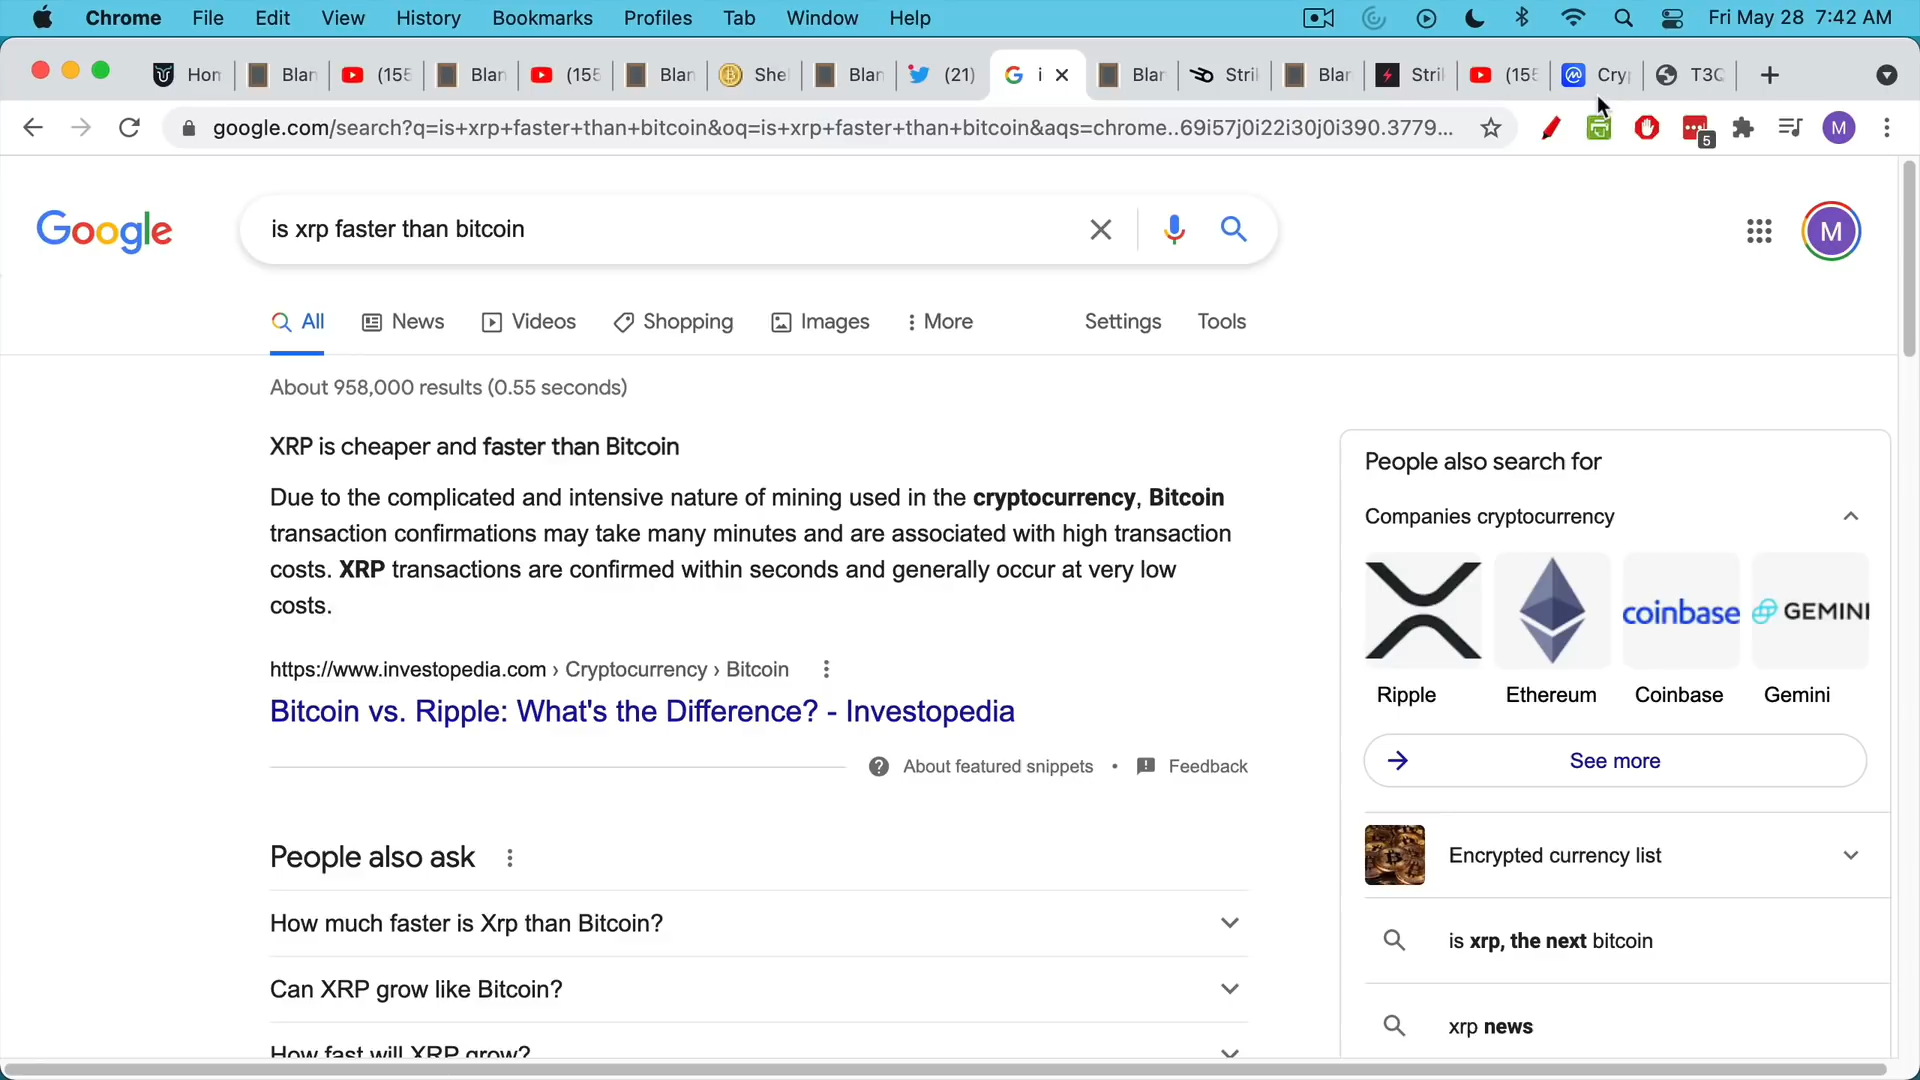 Chrome File Edit View History Bookmarks Profiles Tab Window Help Fri May 28 7:42 AM
Hom Blan (155 Blan (155 Blan She Blan (21) i Blan Stri Blan Stri (155 Cry T3C
google.com/search?q=is+xrp+faster+than+bitcoin&oq=is+xrp+faster+than+bitcoin&aqs=chrome..69i57j0i22i30j0i390.3779... 5 M
Google is xrp faster than bitcoin M
All News Videos Shopping Images More Settings Tools
About 958,000 results (0.55 seconds)
XRP is cheaper and faster than Bitcoin
Due to the complicated and intensive nature of mining used in the cryptocurrency, Bitcoin
transaction confirmations may take many minutes and are associated with high transaction
costs. XRP transactions are confirmed within seconds and generally occur at very low
costs.
https://www.investopedia.com › Cryptocurrency › Bitcoin
Bitcoin vs. Ripple: What's the Difference? - Investopedia
About featured snippets • Feedback
People also ask
How much faster is Xrp than Bitcoin?
Can XRP grow like Bitcoin?
How fast will XRP grow?
People also search for
Companies cryptocurrency
coinbase GEMINI
Ripple Ethereum Coinbase Gemini
See more
Encrypted currency list
is xrp, the next bitcoin
xrp news